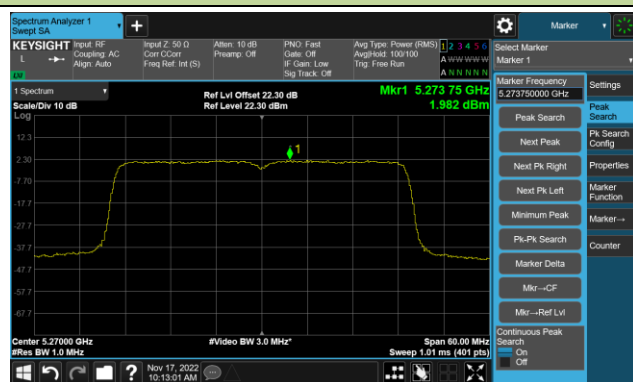 Spectrum Analyzer 1
Swept SA
Marker
KEYSIGHT
L
LW
Input: RF
Coupling: AC
Align: Auto
Input Z: 50 Ω
Corr CCorr
Freq Ref: Int (S)
Atten: 10 dB
Preamp: Off
PNO: Fast
Gate: Off
IF Gain: Low
Sig Track: Off
Avg Type: Power (RMS)
Avg|Hold: 100/100
Trig: Free Run
1 2 3 4 5 6
A W W W W W
A N N N N N
Select Marker
Marker 1
1 Spectrum
Scale/Div 10 dB
Log
Ref Lvl Offset 22.30 dB
Ref Level 22.30 dBm
Mkr1 5.273 75 GHz
1.982 dBm
1
12.3
2.30
-7.70
-17.7
-27.7
-37.7
-47.7
-57.7
-67.7
Center 5.27000 GHz
#Res BW 1.0 MHz
#Video BW 3.0 MHz*
Span 60.00 MHz
Sweep 1.01 ms (401 pts)
Marker Frequency
5.273750000 GHz
Peak Search
Next Peak
Next Pk Right
Next Pk Left
Minimum Peak
Pk-Pk Search
Marker Delta
Mkr→CF
Mkr→Ref Lvl
Continuous Peak
Search
On
Off
Settings
Peak
Search
Pk Search
Config
Properties
Marker
Function
Marker→
Counter
Nov 17, 2022
10:13:01 AM